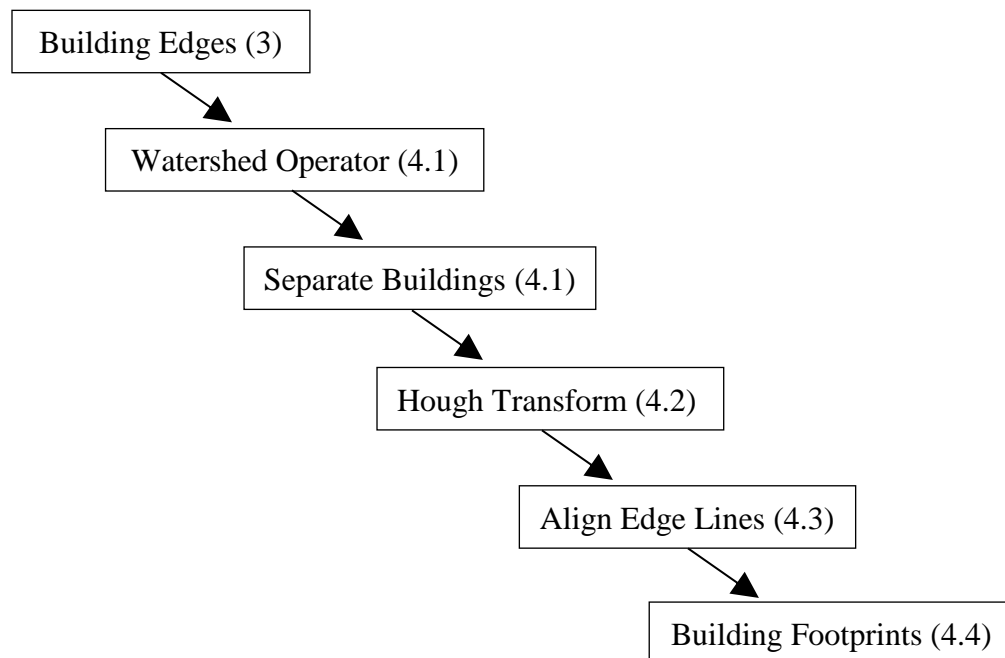 Building Edges (3)
Watershed Operator (4.1)
Separate Buildings (4.1)
Hough Transform (4.2)
Align Edge Lines (4.3)
Building Footprints (4.4)